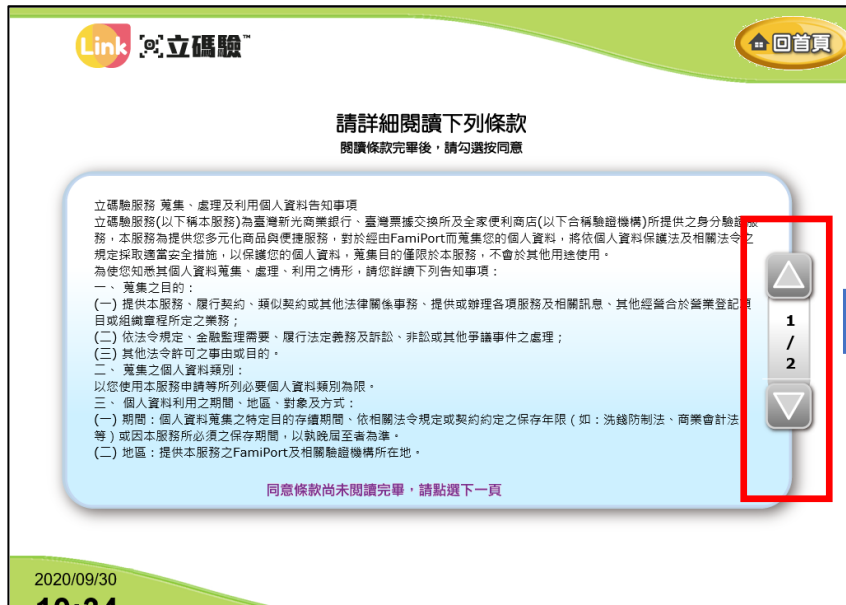 Link 立碼驗™
回首頁
請詳細閱讀下列條款
閱讀條款完畢後，請勾選按同意
立碼驗服務 蒐集、處理及利用個人資料告知事項
立碼驗服務(以下稱本服務)為臺灣新光商業銀行、臺灣票據交換所及全家便利商店(以下合稱驗證機構)所提供之身分驗證服
務，本服務為提供您多元化商品與便捷服務，對於經由FamiPort而蒐集您的個人資料，將依個人資料保護法及相關法令之
規定採取適當安全措施，以保護您的個人資料，蒐集目的僅限於本服務，不會於其他用途使用。
為使您知悉其個人資料蒐集、處理、利用之情形，請您詳讀下列告知事項：
一、 蒐集之目的：
(一) 提供本服務、履行契約、類似契約或其他法律關係事務、提供或辦理各項服務及相關訊息、其他經營合於營業登記項
目或組織章程所定之業務；
(二) 依法令規定、金融監理需要、履行法定義務及訴訟、非訟或其他爭議事件之處理；
(三) 其他法令許可之事由或目的。
二、 蒐集之個人資料類別：
以您使用本服務申請等所列必要個人資料類別為限。
三、 個人資料利用之期間、地區、對象及方式：
(一) 期間：個人資料蒐集之特定目的存續期間、依相關法令規定或契約約定之保存年限（如：洗錢防制法、商業會計法
等）或因本服務所必須之保存期間，以孰晚屆至者為準。
(二) 地區：提供本服務之FamiPort及相關驗證機構所在地。
1
/
2
同意條款尚未閱讀完畢，請點選下一頁
2020/09/30